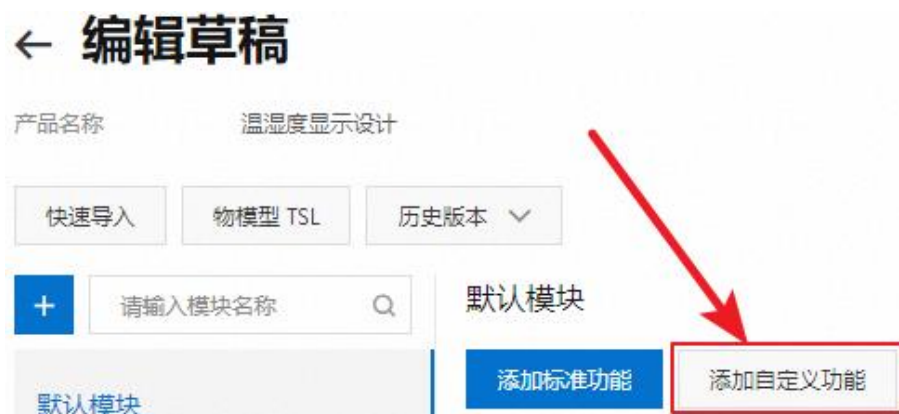 ← 编辑草稿
产品名称 温湿度显示设计
快速导入 物模型 TSL 历史版本
+ 请输入模块名称 默认模块
添加标准功能 添加自定义功能
默认模块